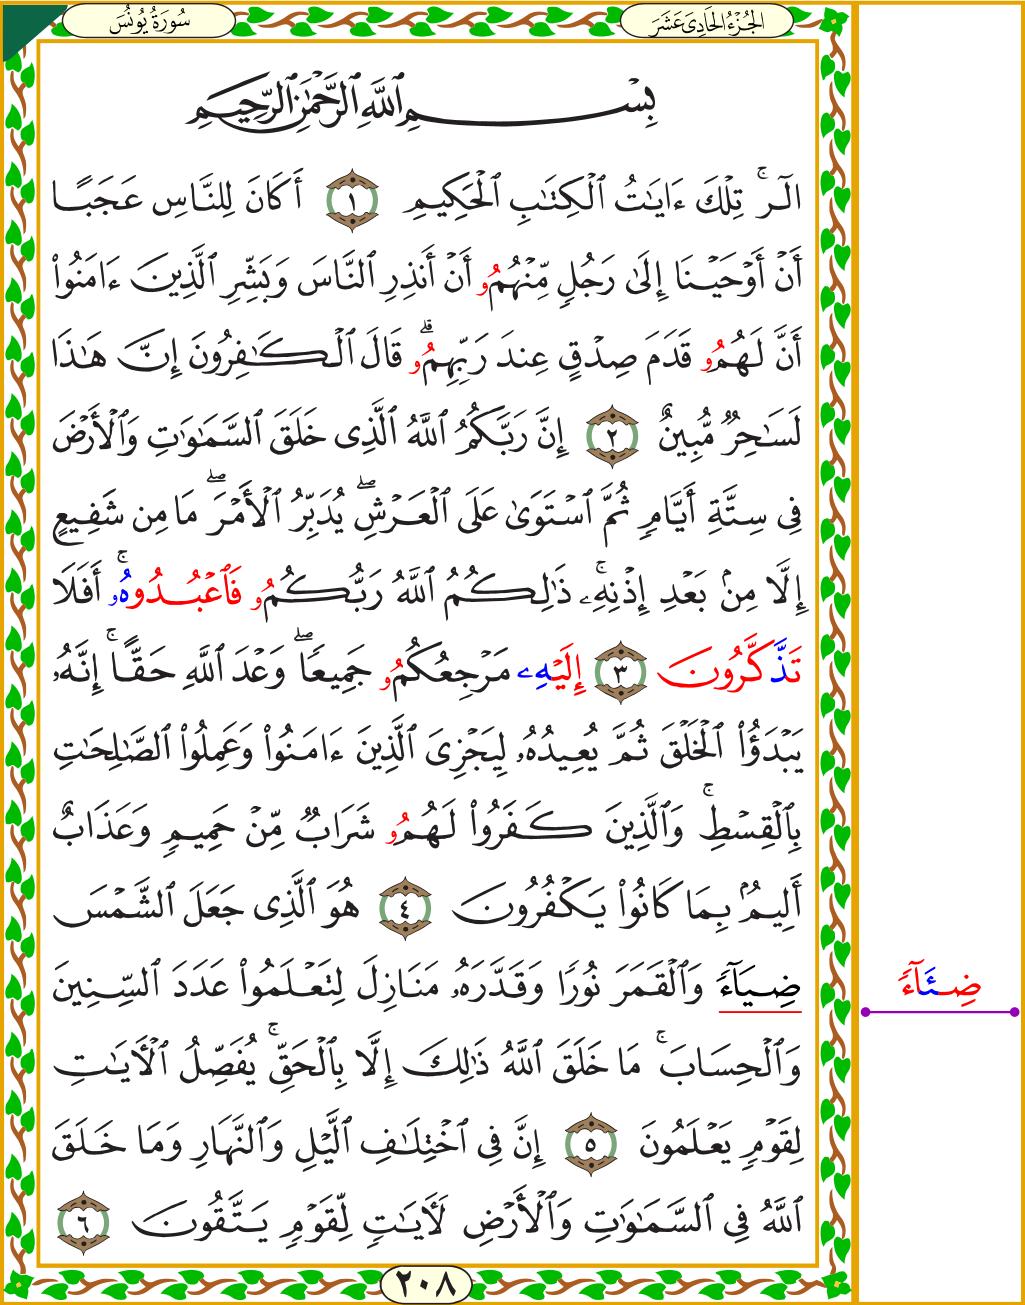 الجُزْءُ الحَادِيَ عَشَرَ
سُورَةُ يُونُسَ
بِسْمِ ٱللَّهِ ٱلرَّحْمَٰنِ ٱلرَّحِيمِ
الٓرۚ تِلْكَ ءَايَٰتُ ٱلْكِتَٰبِ ٱلْحَكِيمِ ١ أَكَانَ لِلنَّاسِ عَجَبًا
أَنْ أَوْحَيْنَا إِلَىٰ رَجُلٍ مِّنْهُمُۥ أَنْ أَنذِرِ ٱلنَّاسَ وَبَشِّرِ ٱلَّذِينَ ءَامَنُوٓا۟
أَنَّ لَهُمُۥ قَدَمَ صِدْقٍ عِندَ رَبِّهِمُۥۗ قَالَ ٱلْكَٰفِرُونَ إِنَّ هَٰذَا
لَسَٰحِرٌ مُّبِينٌ ٢ إِنَّ رَبَّكُمُ ٱللَّهُ ٱلَّذِى خَلَقَ ٱلسَّمَٰوَٰتِ وَٱلْأَرْضَ
فِى سِتَّةِ أَيَّامٍ ثُمَّ ٱسْتَوَىٰ عَلَى ٱلْعَرْشِۖ يُدَبِّرُ ٱلْأَمْرَۖ مَا مِن شَفِيعٍ
إِلَّا مِنۢ بَعْدِ إِذْنِهِۦۚ ذَٰلِكُمُ ٱللَّهُ رَبُّكُمُۥ فَٱعْبُدُوهُۥۚ أَفَلَا
تَذَّكَّرُونَ ٣ إِلَيْهِۦ مَرْجِعُكُمُۥ جَمِيعًاۖ وَعْدَ ٱللَّهِ حَقًّاۚ إِنَّهُۥ
يَبْدَؤُا۟ ٱلْخَلْقَ ثُمَّ يُعِيدُهُۥ لِيَجْزِىَ ٱلَّذِينَ ءَامَنُوا۟ وَعَمِلُوا۟ ٱلصَّٰلِحَٰتِ
بِٱلْقِسْطِۚ وَٱلَّذِينَ كَفَرُوا۟ لَهُمُۥ شَرَابٌ مِّنْ حَمِيمٍ وَعَذَابٌ
أَلِيمٌۢ بِمَا كَانُوا۟ يَكْفُرُونَ ٤ هُوَ ٱلَّذِى جَعَلَ ٱلشَّمْسَ
ضِيَآءً وَٱلْقَمَرَ نُورًا وَقَدَّرَهُۥ مَنَازِلَ لِتَعْلَمُوا۟ عَدَدَ ٱلسِّنِينَ
ضِئَآءً
وَٱلْحِسَابَۚ مَا خَلَقَ ٱللَّهُ ذَٰلِكَ إِلَّا بِٱلْحَقِّۚ يُفَصِّلُ ٱلْأَيَٰتِ
لِقَوْمٍ يَعْلَمُونَ ٥ إِنَّ فِى ٱخْتِلَٰفِ ٱلَّيْلِ وَٱلنَّهَارِ وَمَا خَلَقَ
ٱللَّهُ فِى ٱلسَّمَٰوَٰتِ وَٱلْأَرْضِ لَأَيَٰتٍ لِّقَوْمٍ يَتَّقُونَ ٦
٢٠٨